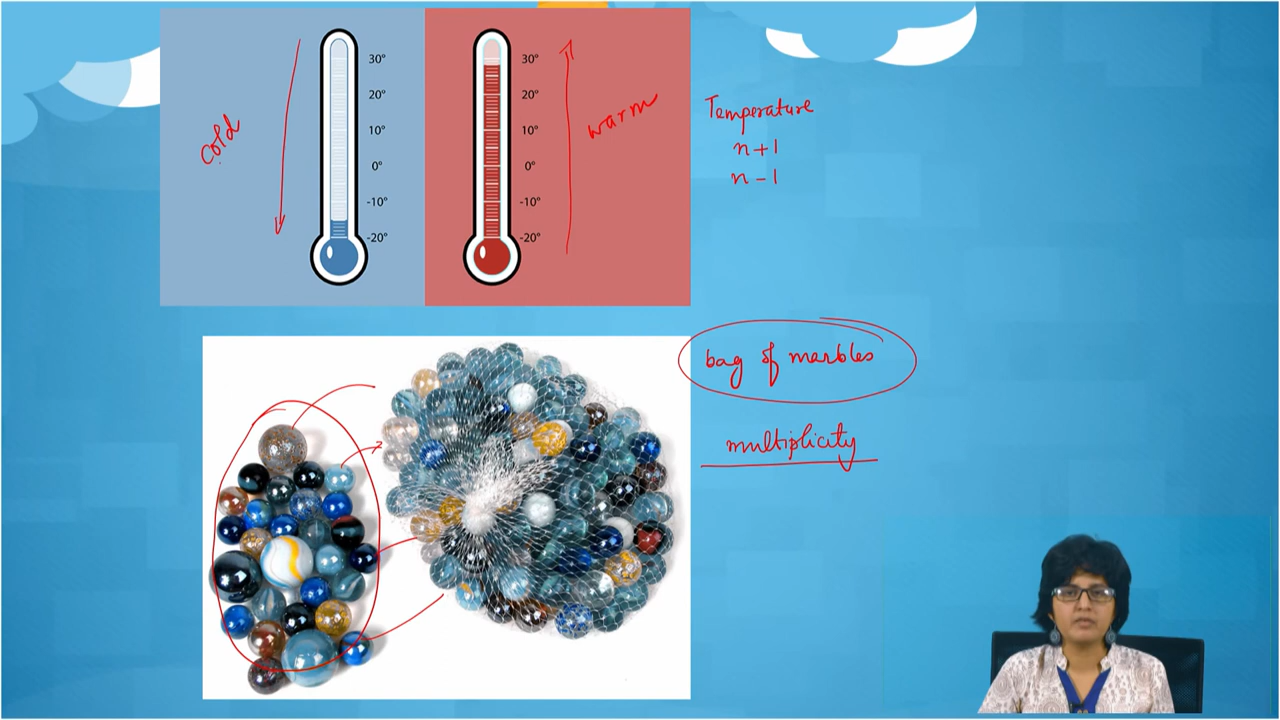 30°
20°
10°
0°
-10°
-20°
cold
30°
20°
10°
0°
-10°
-20°
warm
Temperature
n+1
n-1
bag of marbles
multiplicity